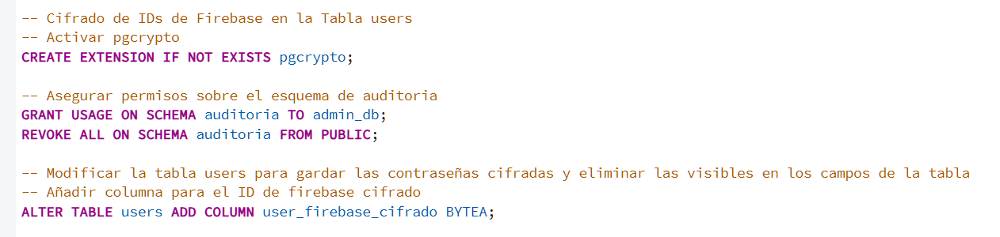 -- Cifrado de IDs de Firebase en la Tabla users
-- Activar pgcrypto
CREATE EXTENSION IF NOT EXISTS pgcrypto;
-- Asegurar permisos sobre el esquema de auditoria
GRANT USAGE ON SCHEMA auditoria TO admin_db;
REVOKE ALL ON SCHEMA auditoria FROM PUBLIC;
-- Modificar la tabla users para gardar las contraseñas cifradas y eliminar las visibles en los campos de la tabla
-- Añadir columna para el ID de firebase cifrado
ALTER TABLE users ADD COLUMN user_firebase_cifrado BYTEA;